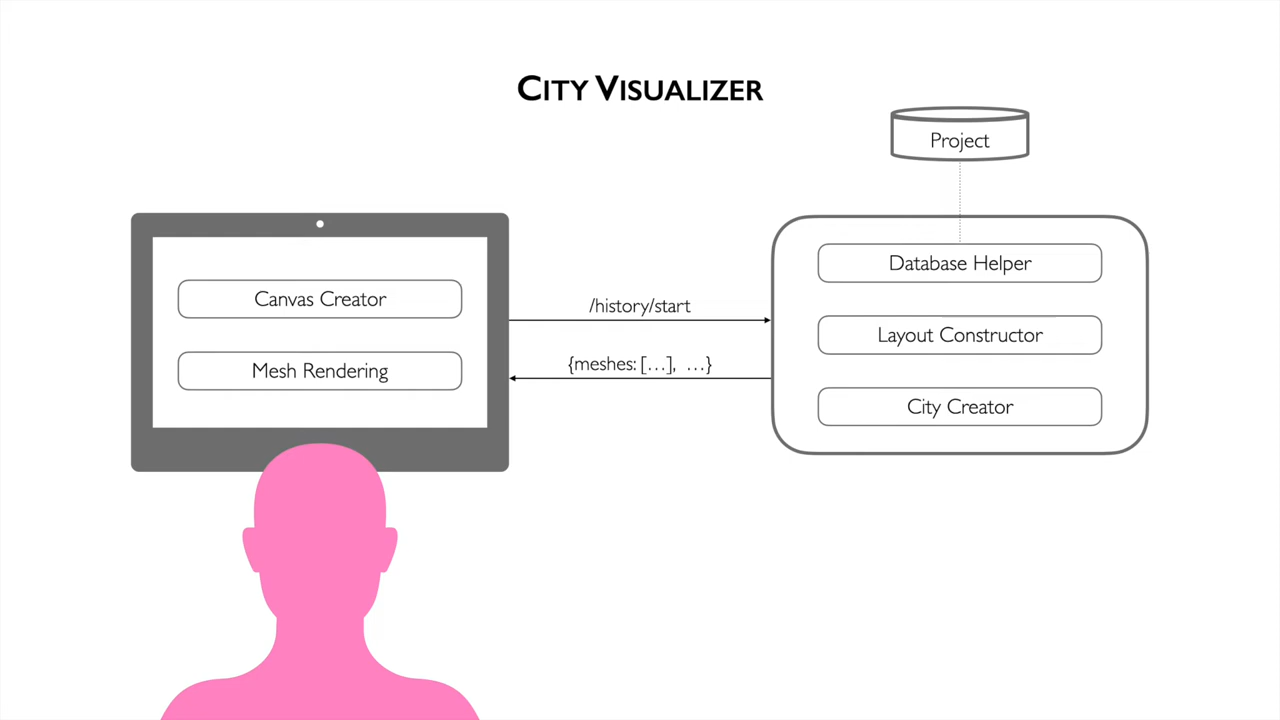 CITY VISUALIZER
Project
Canvas Creator
Mesh Rendering
/history/start
{meshes: […], …}
Database Helper
Layout Constructor
City Creator